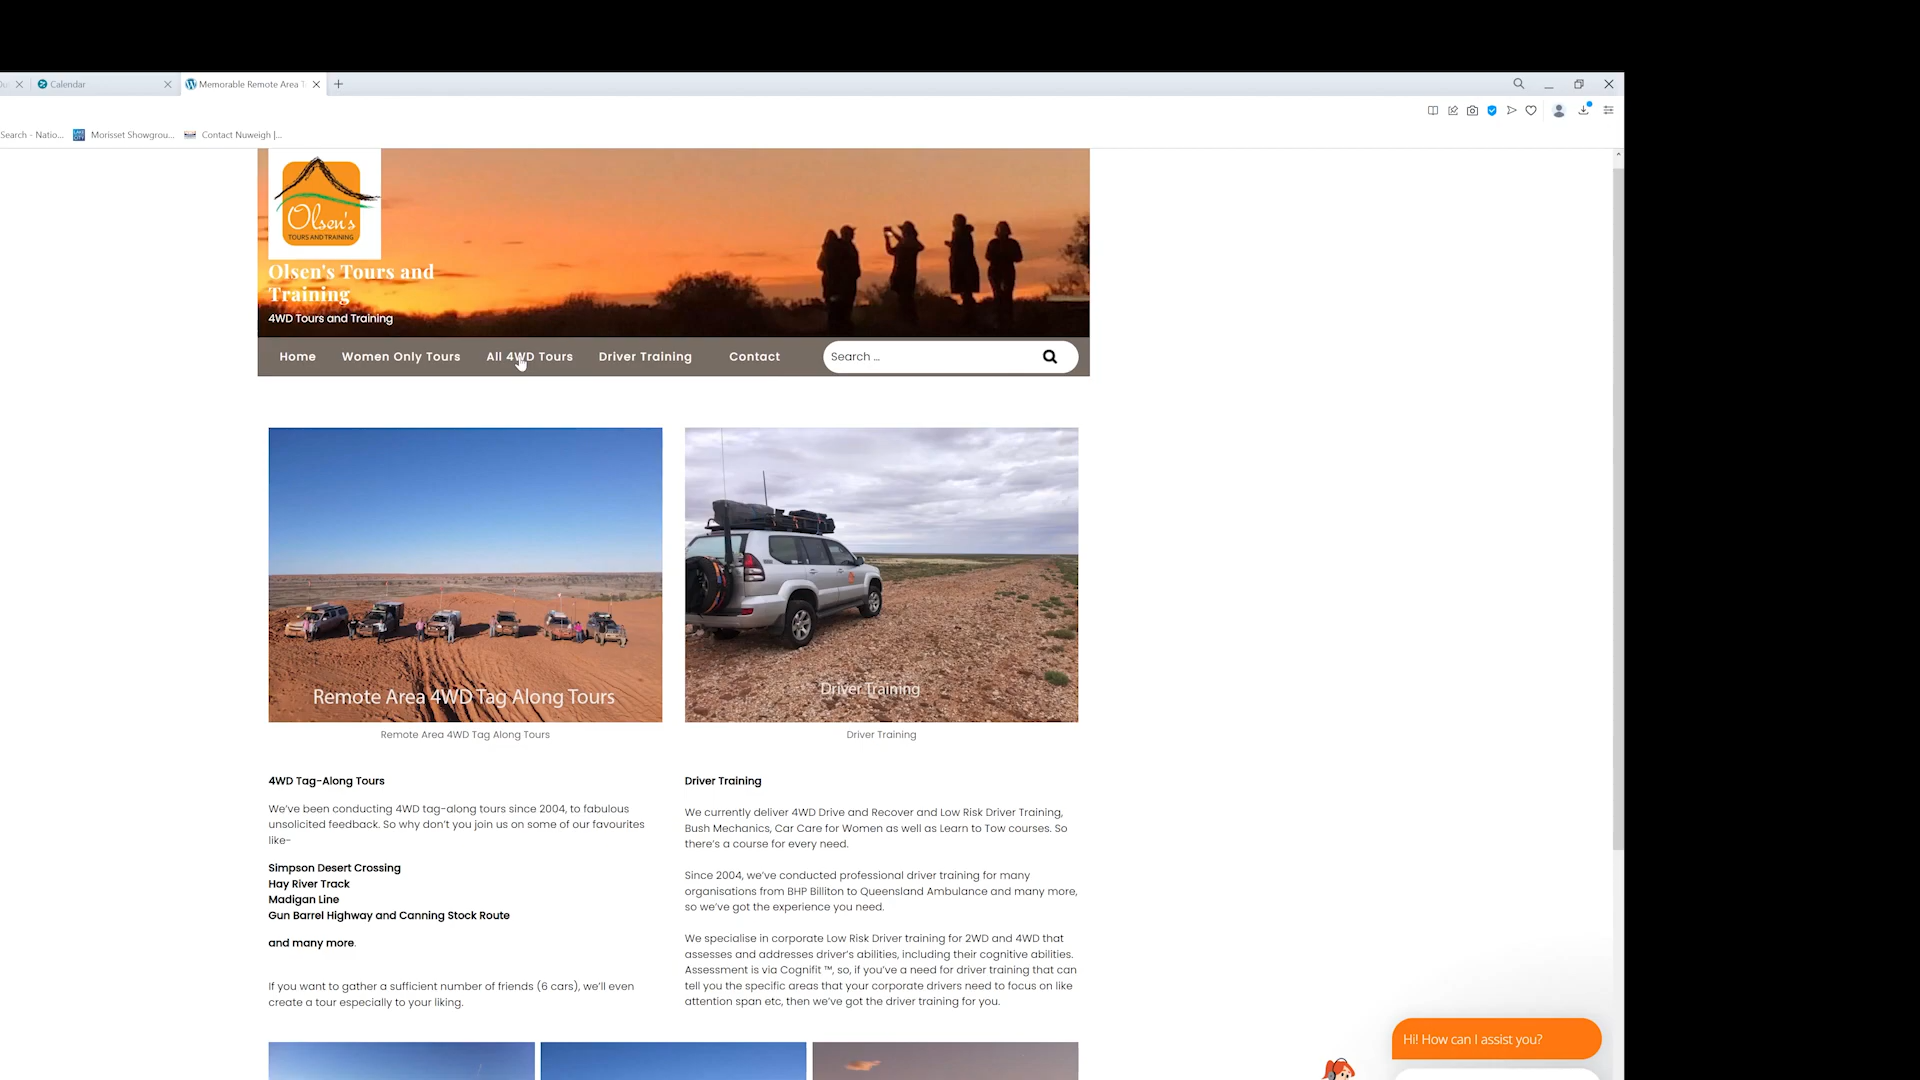 Calendar
Memorable Remote Area
Search - Natio...
Morisset Showgrou...
Contact Nuweigh |...
Olsen's
TOURS AND TRAINING
Olsen's Tours and
Training
4WD Tours and Training
Home
Women Only Tours
All 4WD Tours
Driver Training
Contact
Search ...
Remote Area 4WD Tag Along Tours
Driver Training
Remote Area 4WD Tag Along Tours
Driver Training
4WD Tag-Along Tours
We've been conducting 4WD tag-along tours since 2004, to fabulous
unsolicited feedback. So why don't you join us on some of our favourites
like-
Simpson Desert Crossing
Hay River Track
Madigan Line
Gun Barrel Highway and Canning Stock Route
and many more.
If you want to gather a sufficient number of friends (6 cars), we'll even
create a tour especially to your liking.
Driver Training
We currently deliver 4WD Drive and Recover and Low Risk Driver Training,
Bush Mechanics, Car Care for Women as well as Learn to Tow courses. So
there's a course for every need.
Since 2004, we've conducted professional driver training for many
organisations from BHP Billiton to Queensland Ambulance and many more,
so we've got the experience you need.
We specialise in corporate Low Risk Driver training for 2WD and 4WD that
assesses and addresses driver's abilities, including their cognitive abilities.
Assessment is via Cognifit ™, so, if you've a need for driver training that can
tell you the specific areas that your corporate drivers need to focus on like
attention span etc, then we've got the driver training for you.
Hi! How can I assist you?